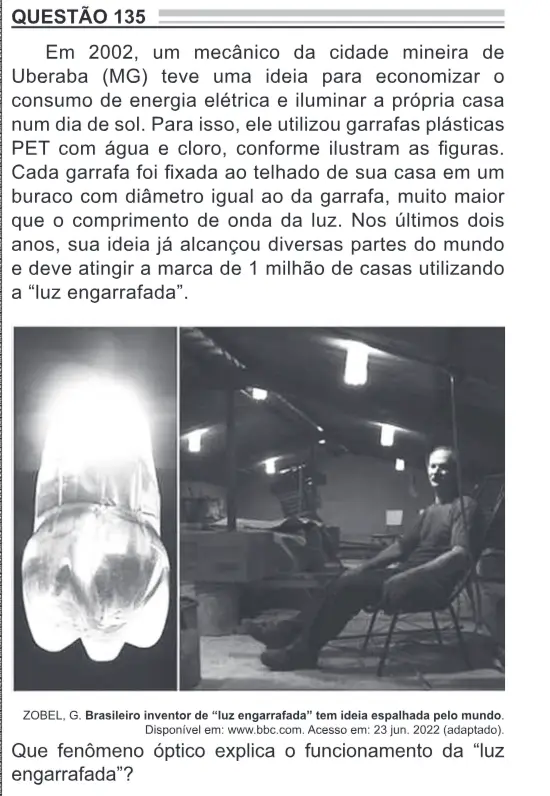 QUESTÃO 135
Em 2002, um mecânico da cidade mineira de
Uberaba (MG) teve uma ideia para economizar o
consumo de energia elétrica e iluminar a própria casa
num dia de sol. Para isso, ele utilizou garrafas plásticas
PET com água e cloro, conforme ilustram as figuras.
Cada garrafa foi fixada ao telhado de sua casa em um
buraco com diâmetro igual ao da garrafa, muito maior
que o comprimento de onda da luz. Nos últimos dois
anos, sua ideia já alcançou diversas partes do mundo
e deve atingir a marca de 1 milhão de casas utilizando
a “luz engarrafada”.
ZOBEL, G. Brasileiro inventor de “luz engarrafada” tem ideia espalhada pelo mundo.
Disponível em: www.bbc.com. Acesso em: 23 jun. 2022 (adaptado).
Que fenômeno óptico explica o funcionamento da “luz
engarrafada”?